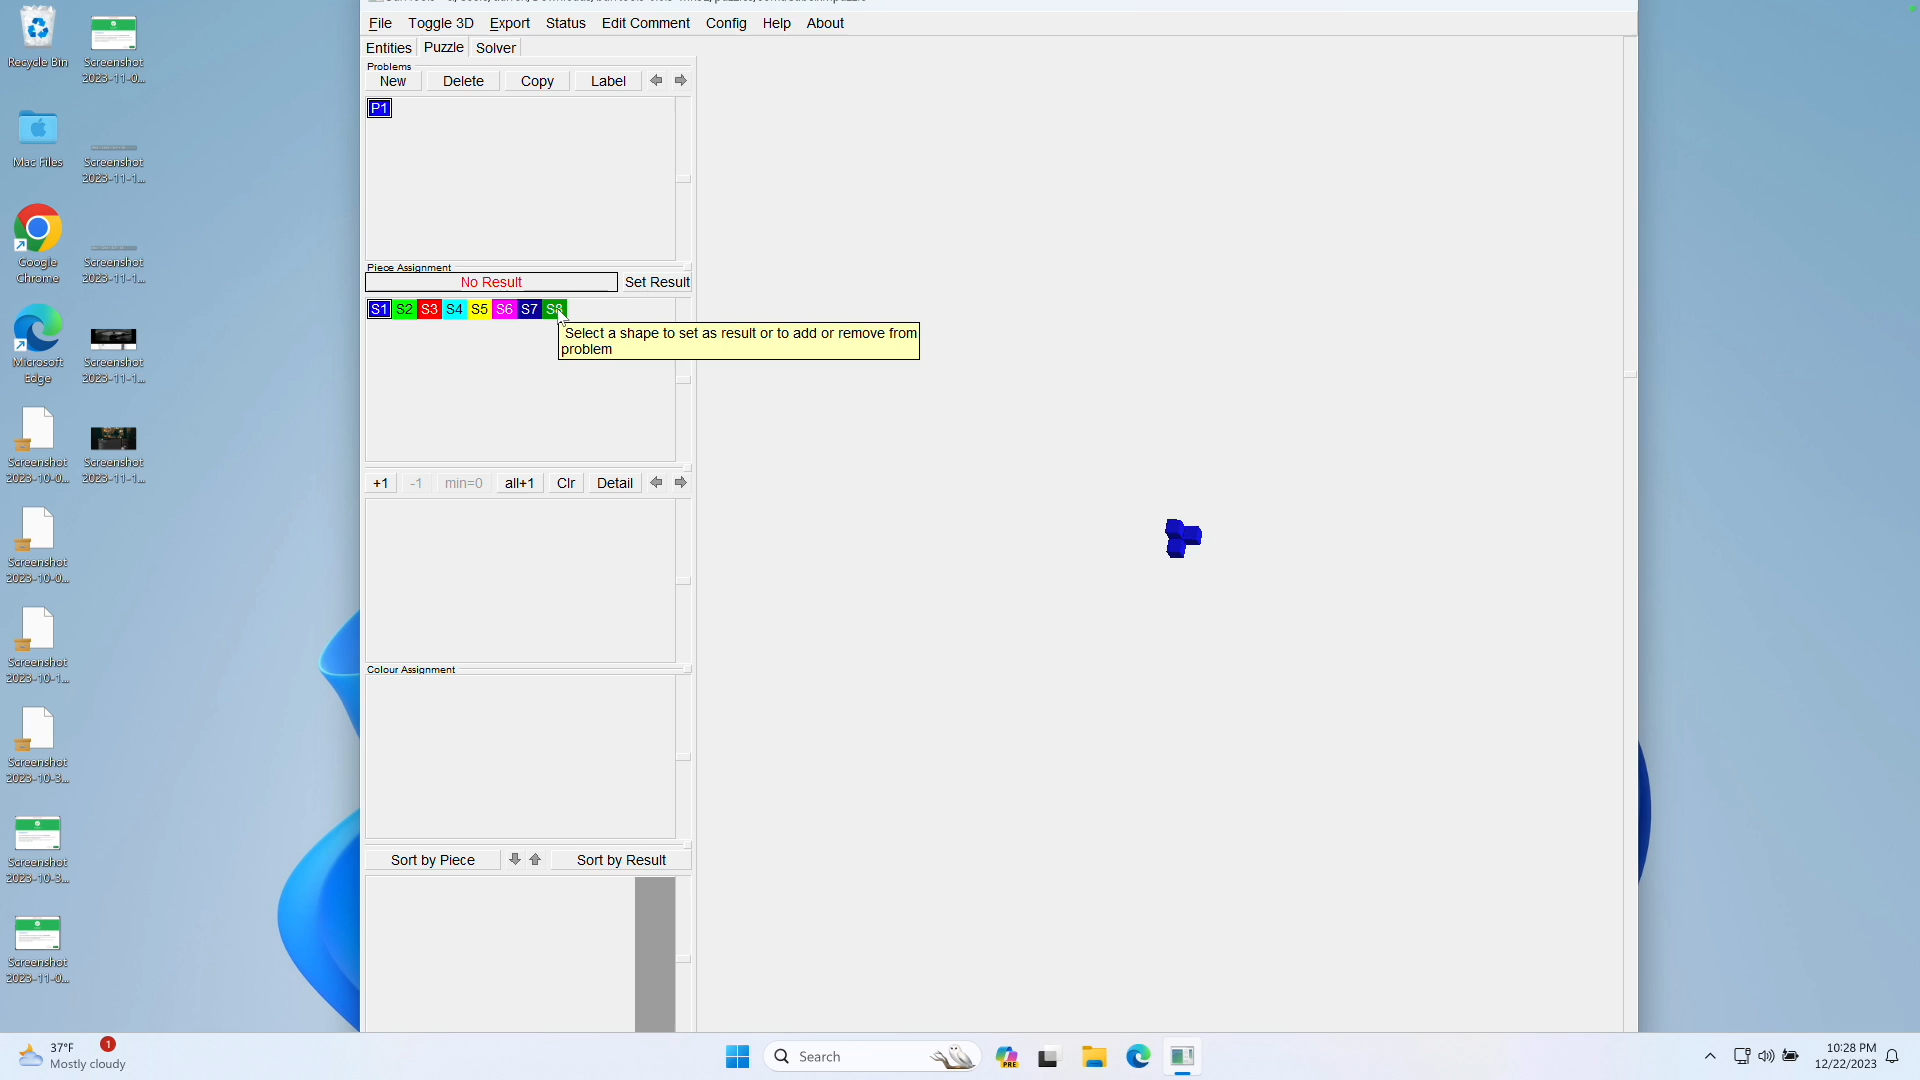 File Toggle 3D Export Status Edit Comment Config Help About
Entities Puzzle Solver
Problems
New Delete Copy Label
P1
Piece Assignment
No Result Set Result
S1 S2 S3 S4 S5 S6 S7 S8
Select a shape to set as result or to add or remove from
problem
+1 -1 min=0 all+1 Clr Detail
Colour Assignment
Sort by Piece Sort by Result
Recycle Bin
Screenshot
2023-11-0...
Mac Files
Screenshot
2023-11-1...
Google
Chrome
Screenshot
2023-11-1...
Microsoft
Edge
Screenshot
2023-11-1...
Screenshot
2023-10-0...
Screenshot
2023-11-1...
Screenshot
2023-10-0...
Screenshot
2023-10-1...
Screenshot
2023-10-3...
Screenshot
2023-10-3...
Screenshot
2023-11-0...
37°F
Mostly cloudy
1
Search
PRE
10:28 PM
12/22/2023